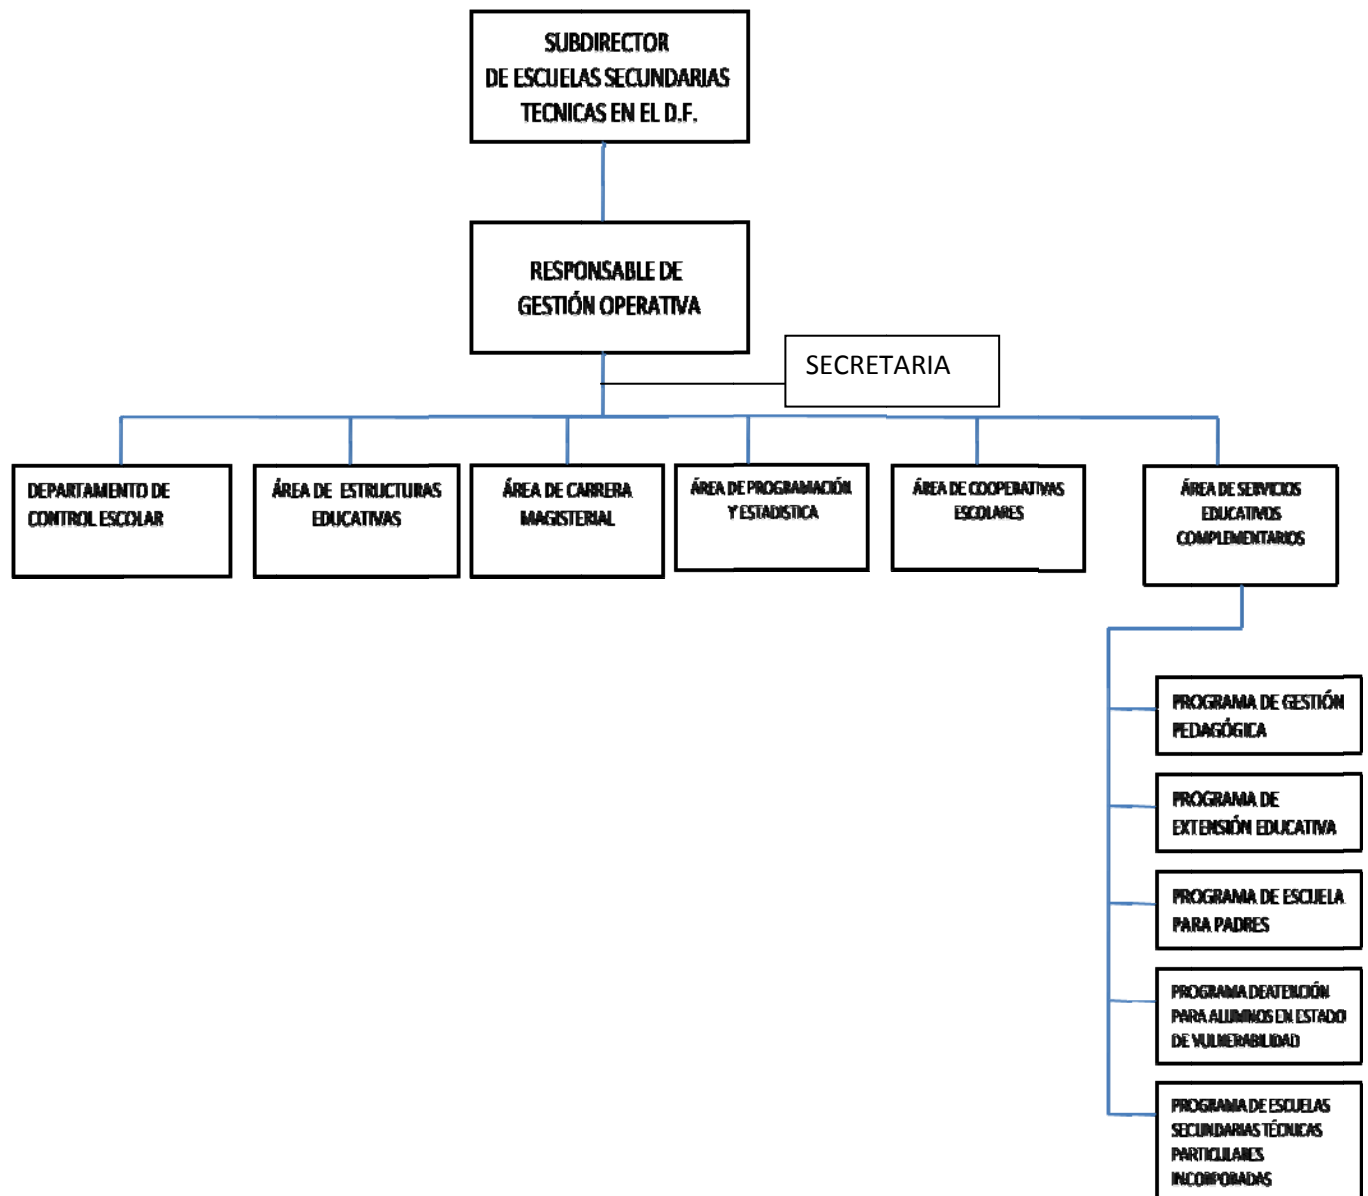 SUBDIRECTOR
DE ESCUELAS SECUNDARIAS
TECNICAS EN EL D.F.
RESPONSABLE DE
GESTIÓN OPERATIVA
SECRETARIA
DEPARTAMENTO DE
CONTROL ESCOLAR
ÁREA DE ESTRUCTURAS
EDUCATIVAS
ÁREA DE CARRERA
MAGISTERIAL
ÁREA DE PROGRAMACIÓN
Y ESTADISTICA
ÁREA DE COOPERATIVAS
ESCOLARES
ÁREA DE SERVICIOS
EDUCATIVOS
COMPLEMENTARIOS
PROGRAMA DE GESTIÓN
PEDAGÓGICA
PROGRAMA DE
EXTENSIÓN EDUCATIVA
PROGRAMA DE ESCUELA
PARA PADRES
PROGRAMA DE ATENCIÓN
PARA ALUMNOS EN ESTADO
DE VULNERABILIDAD
PROGRAMA DE ESCUELAS
SECUNDARIAS TÉCNICAS
PARTICULARES
INCORPORADAS